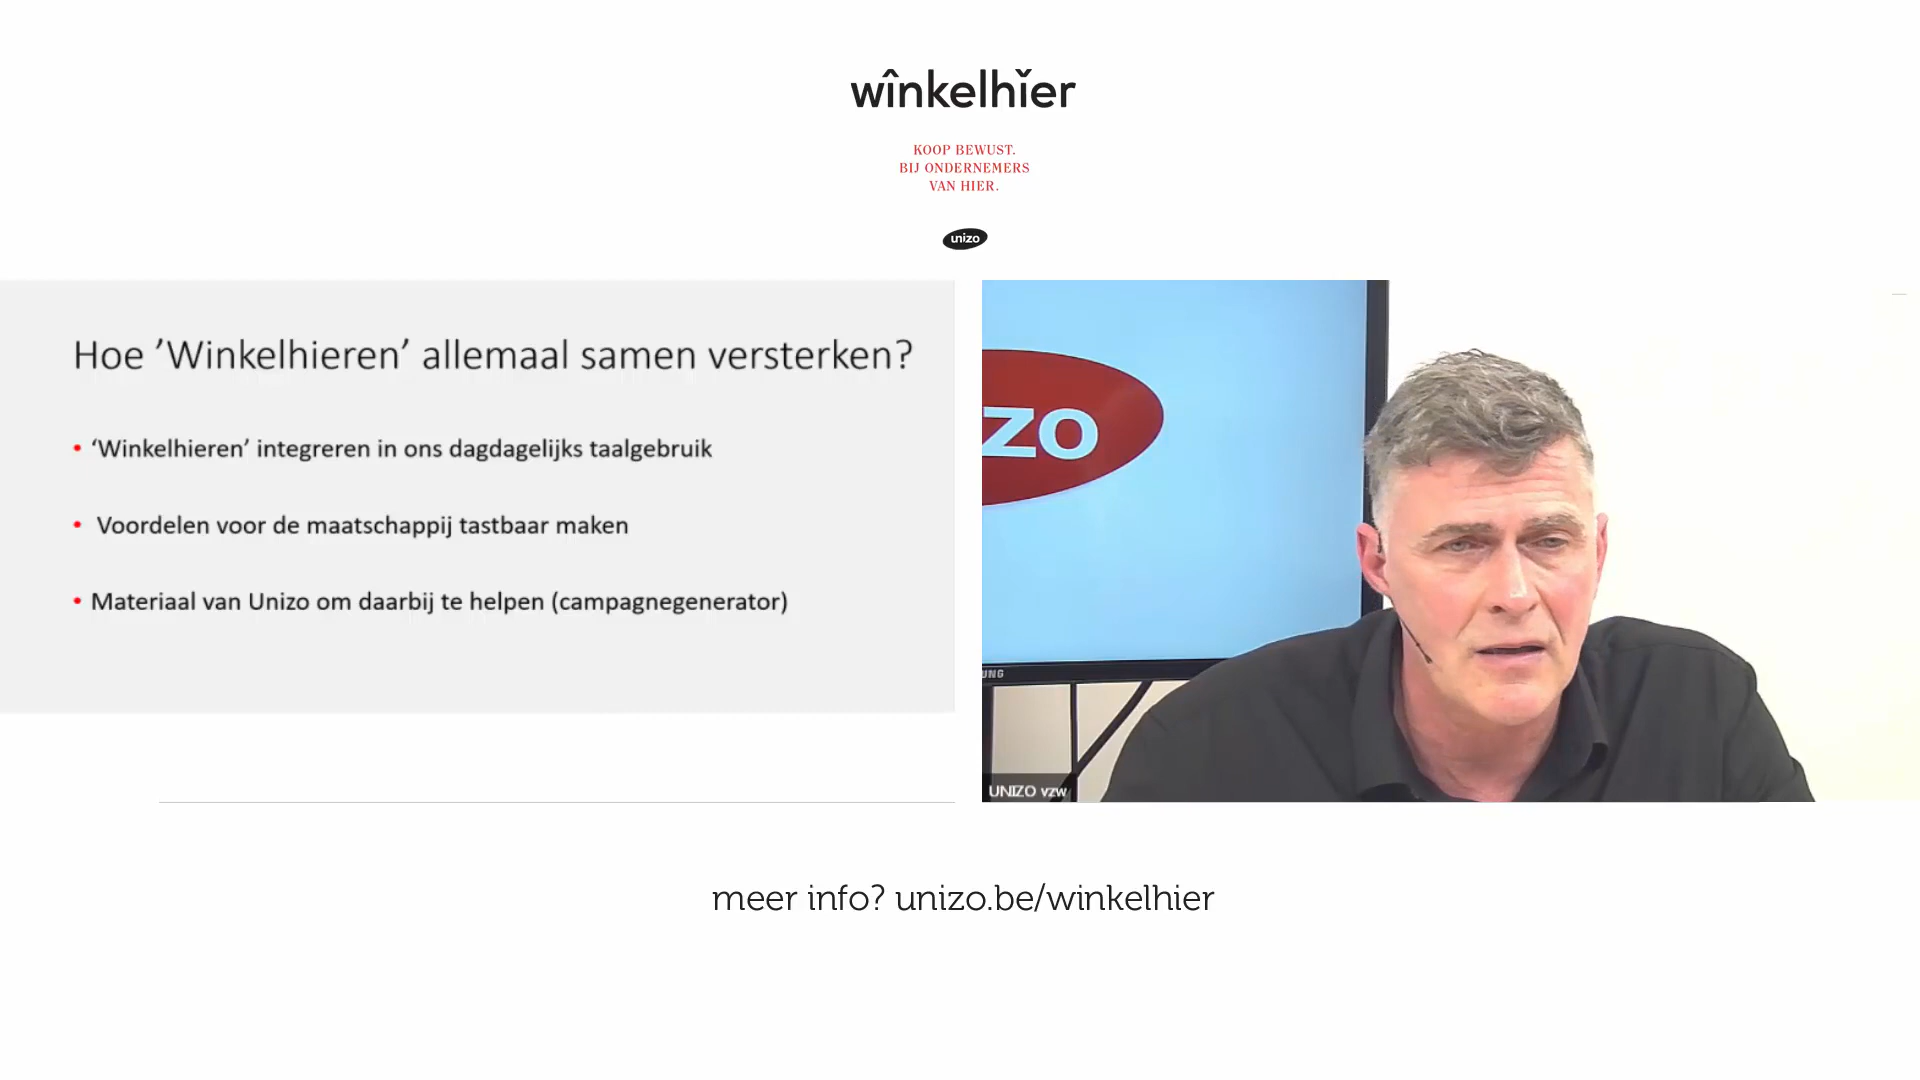 wînkelhǐer
KOOP BEWUST.
BIJ ONDERNEMERS
VAN HIER.
unizo
Hoe ’Winkelhieren’ allemaal samen versterken?
• ‘Winkelhieren’ integreren in ons dagdagelijks taalgebruik
• Voordelen voor de maatschappij tastbaar maken
• Materiaal van Unizo om daarbij te helpen (campagnegenerator)
zo
UNG
UNIZO vzw
meer info? unizo.be/winkelhier